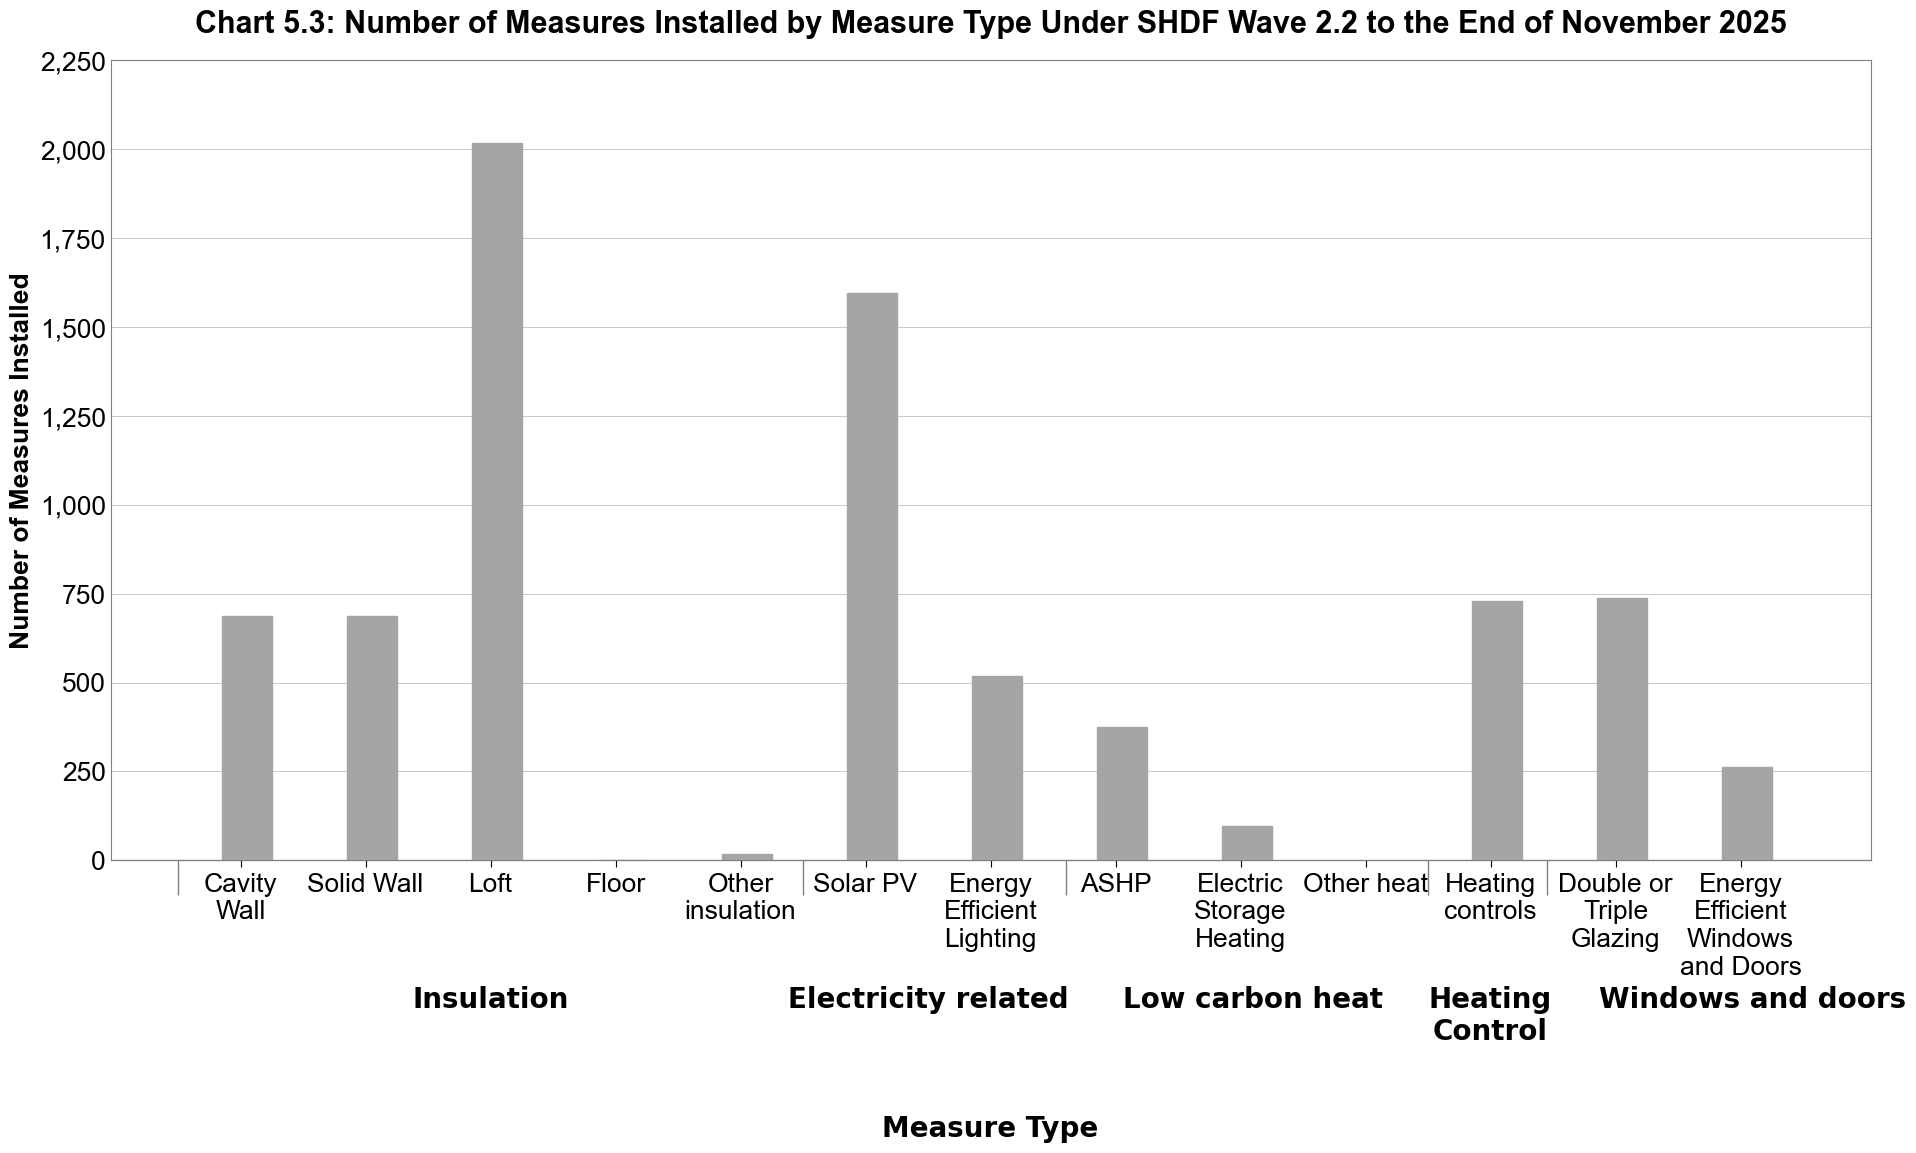 Chart 5.3: Number of Measures Installed by Measure Type Under SHDF Wave 2.2 to the End of November 2025
Number of Measures Installed
2,250
2,000
1,750
1,500
1,250
1,000
750
500
250
0
Cavity
Wall
Solid Wall
Loft
Floor
Other
insulation
Solar PV
Energy
Efficient
Lighting
ASHP
Electric
Storage
Heating
Other heat
Heating
controls
Double or
Triple
Glazing
Energy
Efficient
Windows
and Doors
Insulation
Electricity related
Low carbon heat
Heating
Control
Windows and doors
Measure Type